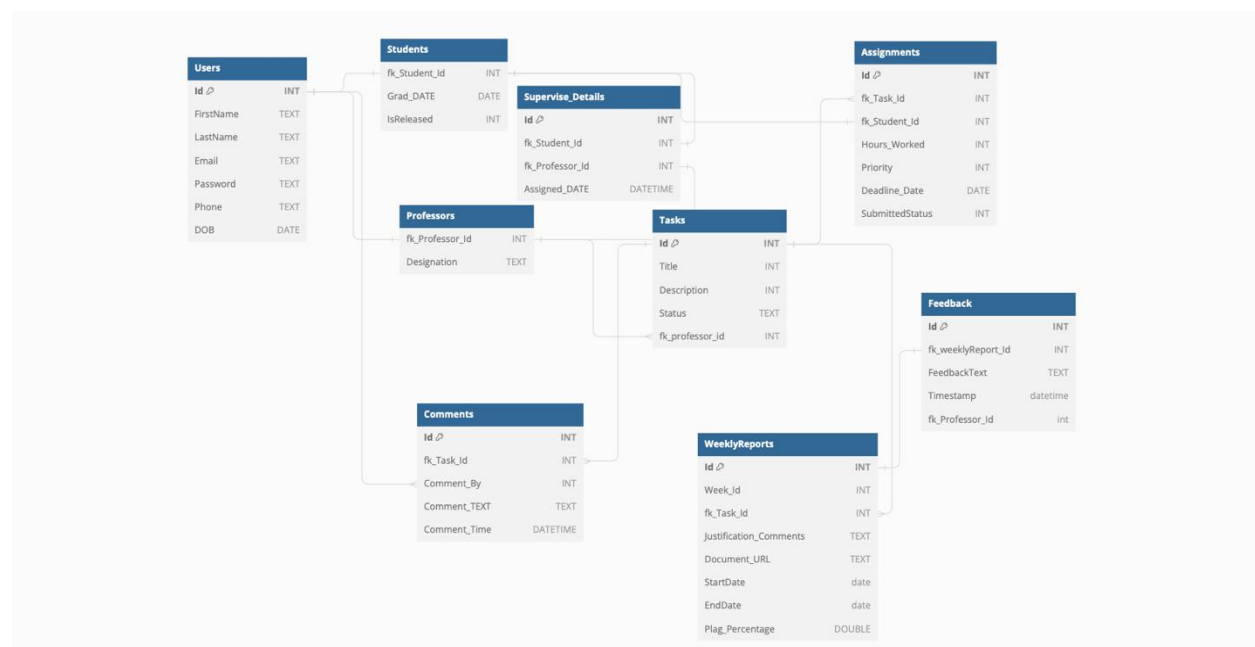 Users
Id INT
FirstName TEXT
LastName TEXT
Email TEXT
Password TEXT
Phone TEXT
DOB DATE
Students
fk_Student_Id INT
Grad_DATE DATE
IsReleased INT
Supervise_Details
Id INT
fk_Student_Id INT
fk_Professor_Id INT
Assigned_DATE DATETIME
Assignments
Id INT
fk_Task_Id INT
fk_Student_Id INT
Hours_Worked INT
Priority INT
Deadline_Date DATE
SubmittedStatus INT
Professors
fk_Professor_Id INT
Designation TEXT
Tasks
Id INT
Title INT
Description INT
Status TEXT
fk_professor_id INT
Feedback
Id INT
fk_weeklyReport_Id INT
FeedbackText TEXT
Timestamp datetime
fk_Professor_Id int
Comments
Id INT
fk_Task_Id INT
Comment_By INT
Comment_TEXT TEXT
Comment_Time DATETIME
WeeklyReports
Id INT
Week_Id INT
fk_Task_Id INT
Justification_Comments TEXT
Document_URL TEXT
StartDate date
EndDate date
Plag_Percentage DOUBLE